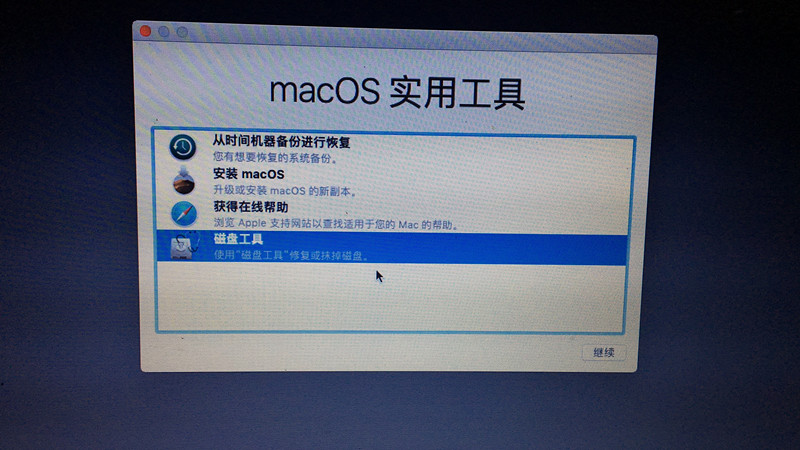 macOS 实用工具
从时间机器备份进行恢复
您有想要恢复的系统备份。
安装 macOS
升级或安装 macOS 的新副本。
获得在线帮助
浏览 Apple 支持网站以查找适用于您的 Mac 的帮助。
磁盘工具
使用“磁盘工具”修复或抹掉磁盘。
继续